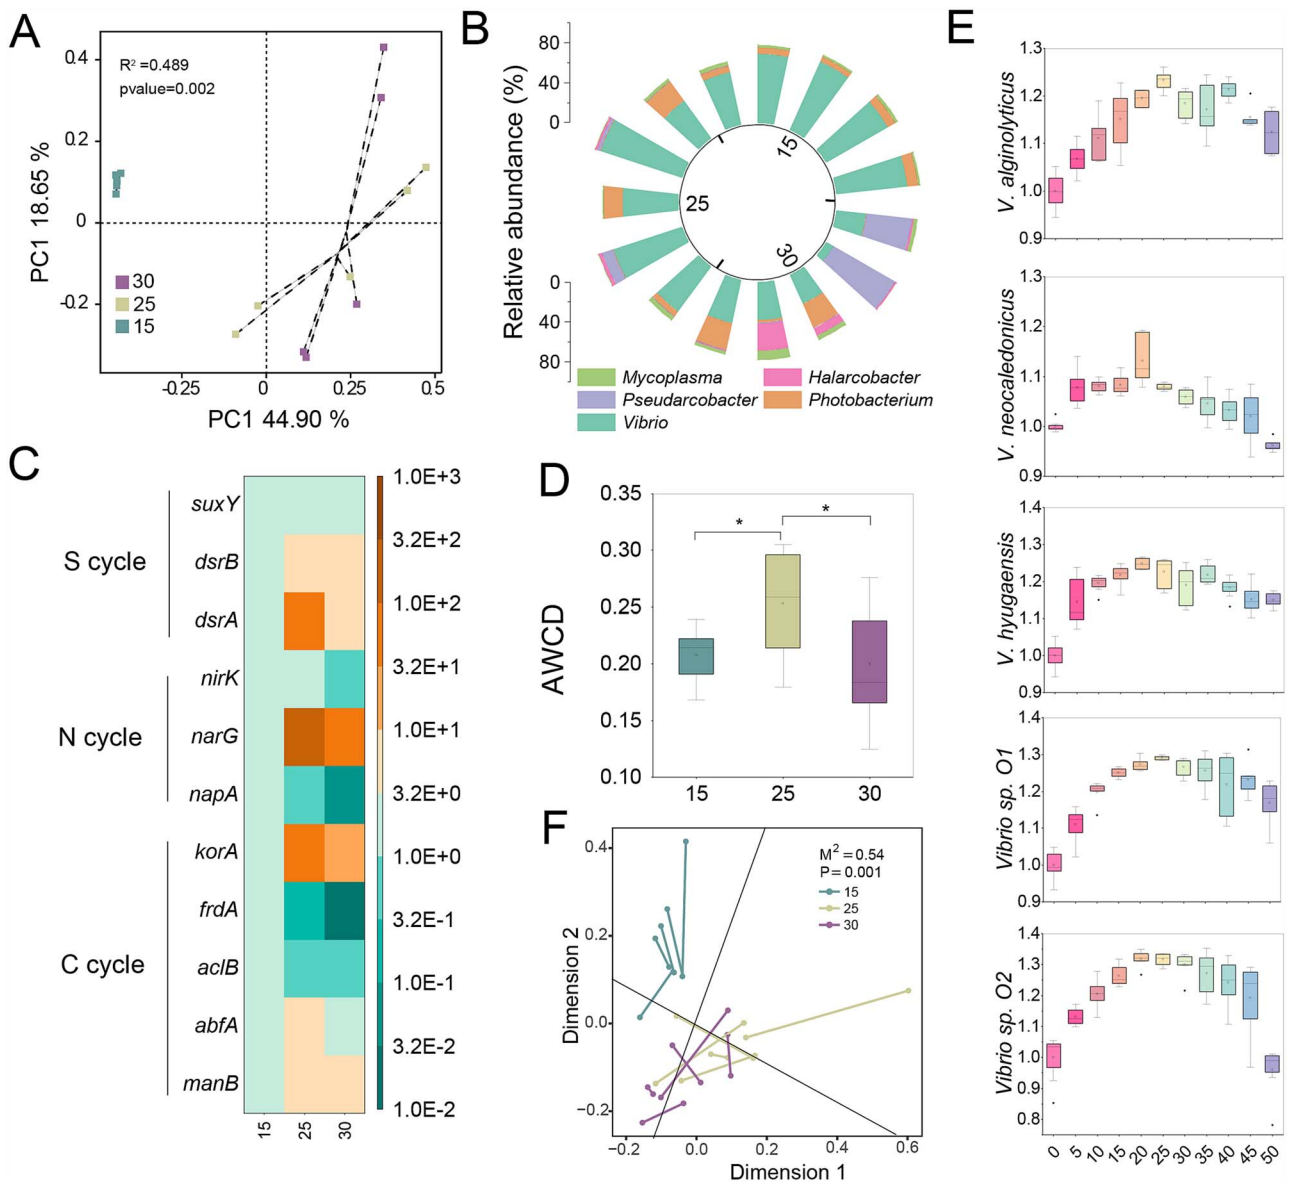 A
R² =0.489
pvalue=0.002
PC1 18.65 %
0.4
0.2
0
-0.2
30
25
15
-0.25
0
0.25
0.5
PC1 44.90 %
B
Relative abundance (%)
80
40
0
0
40
80
15
25
30
Mycoplasma
Halarcobacter
Pseudarcobacter
Photobacterium
Vibrio
C
S cycle
N cycle
C cycle
suxY
dsrB
dsrA
nirK
narG
napA
korA
frdA
aclB
abfA
manB
15
25
30
1.0E+3
3.2E+2
1.0E+2
3.2E+1
1.0E+1
3.2E+0
1.0E+0
3.2E-1
1.0E-1
3.2E-2
1.0E-2
D
AWCD
0.35
0.30
0.25
0.20
0.15
0.10
*
*
15
25
30
F
M² = 0.54
P = 0.001
15
25
30
Dimension 2
0.4
0.2
0.0
−0.2
−0.2
0.0
0.2
0.4
0.6
Dimension 1
E
V. alginolyticus
1.3
1.2
1.1
1.0
0.9
V. neocaledonicus
1.3
1.2
1.1
1.0
0.9
V. hyugaensis
1.4
1.3
1.2
1.1
1.0
0.9
Vibrio sp. O1
1.4
1.3
1.2
1.1
1.0
0.9
Vibrio sp. O2
1.4
1.3
1.2
1.1
1.0
0.9
0.8
0
5
10
15
20
25
30
35
40
45
50